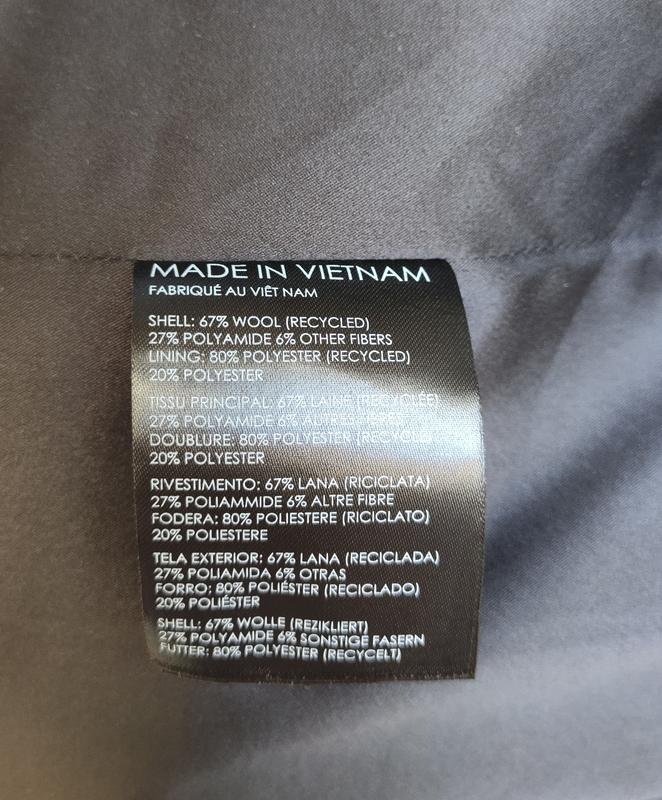 MADE IN VIETNAM
FABRIQUÉ AU VIÊT NAM
SHELL: 67% WOOL (RECYCLED)
27% POLYAMIDE 6% OTHER FIBERS
LINING: 80% POLYESTER (RECYCLED)
20% POLYESTER
TISSU PRINCIPAL: 67% LAINE (RECYCLÉE)
27% POLYAMIDE 6% AUTRES FIBRES
DOUBLURE: 80% POLYESTER
20% POLYESTER
RIVESTIMENTO: 67% LANA (RICICLATA)
27% POLIAMMIDE 6% ALTRE FIBRE
FODERA: 80% POLIESTERE (RICICLATO)
20% POLIESTERE
TELA EXTERIOR: 67% LANA (RECICLADA)
27% POLIAMIDA 6% OTRAS
FORRO: 80% POLIÉSTER (RECICLADO)
20% POLIÉSTER
SHELL: 67% WOLLE (REZIKLIERT)
27% POLYAMIDE 6% SONSTIGE FASERN
FUTTER: 80% POLYESTER (RECYCELT)